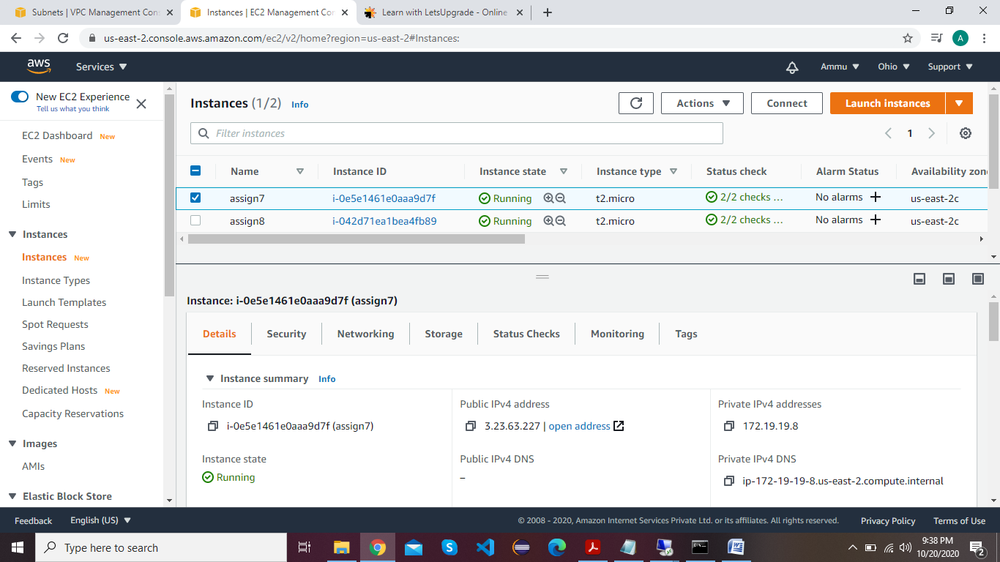 Subnets | VPC Management Con
Instances | EC2 Management Con
Learn with LetsUpgrade - Online
us-east-2.console.aws.amazon.com/ec2/v2/home?region=us-east-2#Instances:
A
aws
Services
Ammu
Ohio
Support
New EC2 Experience
Tell us what you think
EC2 Dashboard New
Events New
Tags
Limits
Instances
Instances New
Instance Types
Launch Templates
Spot Requests
Savings Plans
Reserved Instances
Dedicated Hosts New
Capacity Reservations
Images
AMIs
Elastic Block Store
Instances (1/2) Info
Actions
Connect
Launch instances
Filter instances
1
Name Instance ID Instance state Instance type Status check Alarm Status Availability zon
assign7 i-0e5e1461e0aaa9d7f Running t2.micro 2/2 checks ... No alarms us-east-2c
assign8 i-042d71ea1bea4fb89 Running t2.micro 2/2 checks ... No alarms us-east-2c
Instance: i-0e5e1461e0aaa9d7f (assign7)
Details Security Networking Storage Status Checks Monitoring Tags
Instance summary Info
Instance ID Public IPv4 address Private IPv4 addresses
i-0e5e1461e0aaa9d7f (assign7) 3.23.63.227 | open address 172.19.19.8
Instance state Public IPv4 DNS Private IPv4 DNS
Running – ip-172-19-19-8.us-east-2.compute.internal
Feedback English (US) © 2008 - 2020, Amazon Internet Services Private Ltd. or its affiliates. All rights reserved. Privacy Policy Terms of Use
Type here to search
9:38 PM
10/20/2020
2